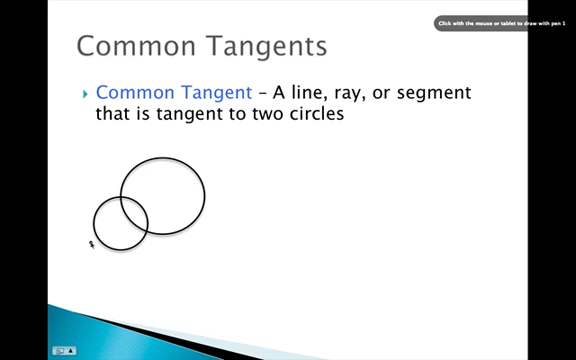 Click with the mouse or tablet to draw with pen 1
Common Tangents
Common Tangent – A line, ray, or segment
that is tangent to two circles